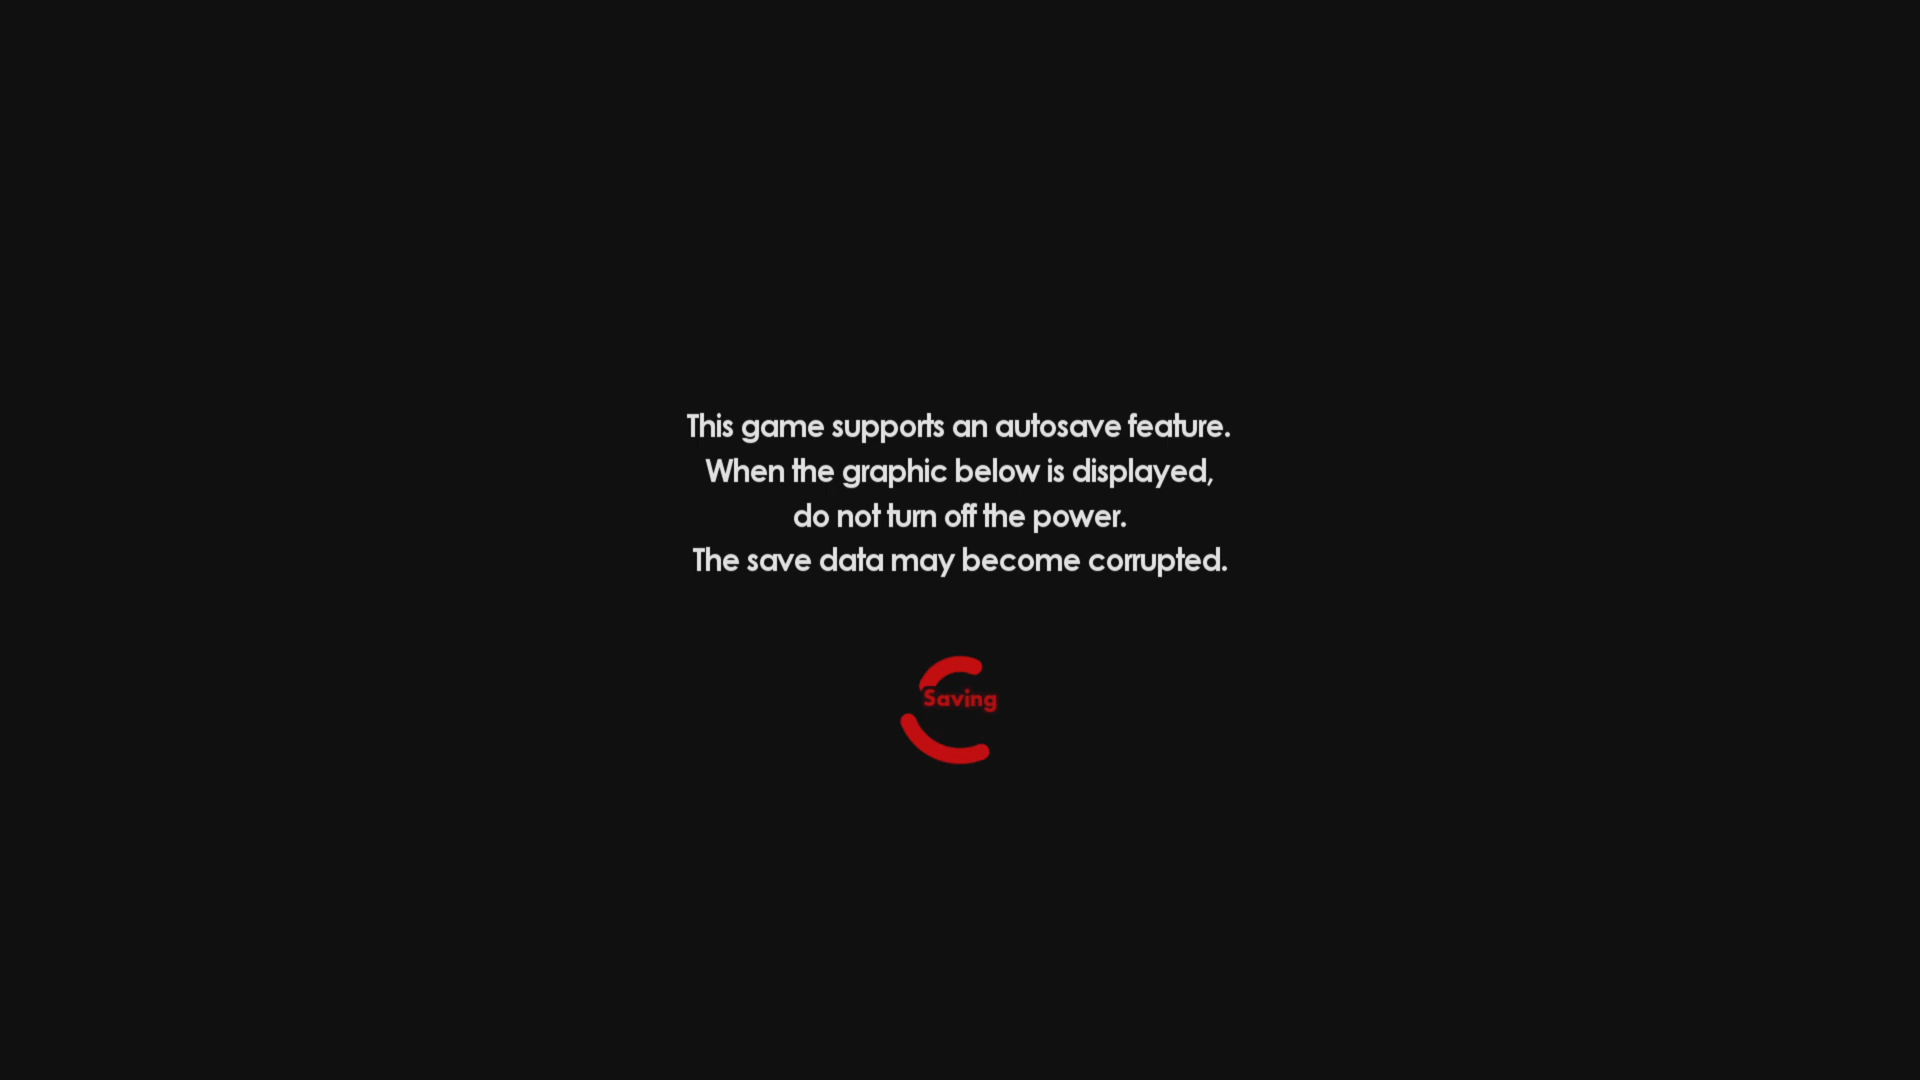 This game supports an autosave feature.
When the graphic below is displayed,
do not turn off the power.
The save data may become corrupted.
Saving